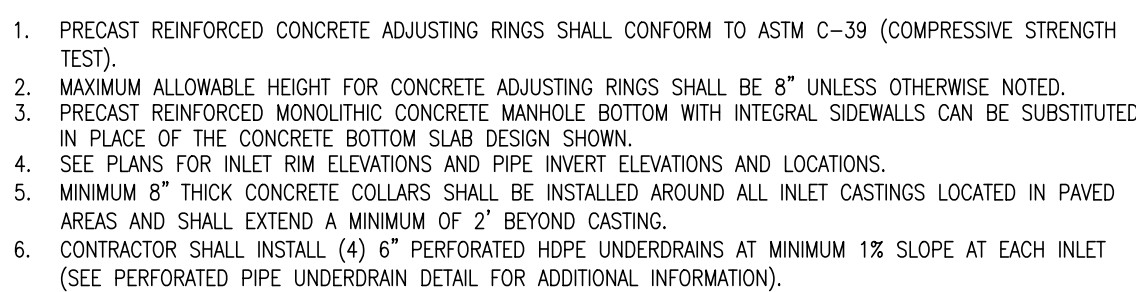 1. PRECAST REINFORCED CONCRETE ADJUSTING RINGS SHALL CONFORM TO ASTM C-39 (COMPRESSIVE STRENGTH
TEST).
2. MAXIMUM ALLOWABLE HEIGHT FOR CONCRETE ADJUSTING RINGS SHALL BE 8" UNLESS OTHERWISE NOTED.
3. PRECAST REINFORCED MONOLITHIC CONCRETE MANHOLE BOTTOM WITH INTEGRAL SIDEWALLS CAN BE SUBSTITUTED
IN PLACE OF THE CONCRETE BOTTOM SLAB DESIGN SHOWN.
4. SEE PLANS FOR INLET RIM ELEVATIONS AND PIPE INVERT ELEVATIONS AND LOCATIONS.
5. MINIMUM 8" THICK CONCRETE COLLARS SHALL BE INSTALLED AROUND ALL INLET CASTINGS LOCATED IN PAVED
AREAS AND SHALL EXTEND A MINIMUM OF 2' BEYOND CASTING.
6. CONTRACTOR SHALL INSTALL (4) 6" PERFORATED HDPE UNDERDRAINS AT MINIMUM 1% SLOPE AT EACH INLET
(SEE PERFORATED PIPE UNDERDRAIN DETAIL FOR ADDITIONAL INFORMATION).